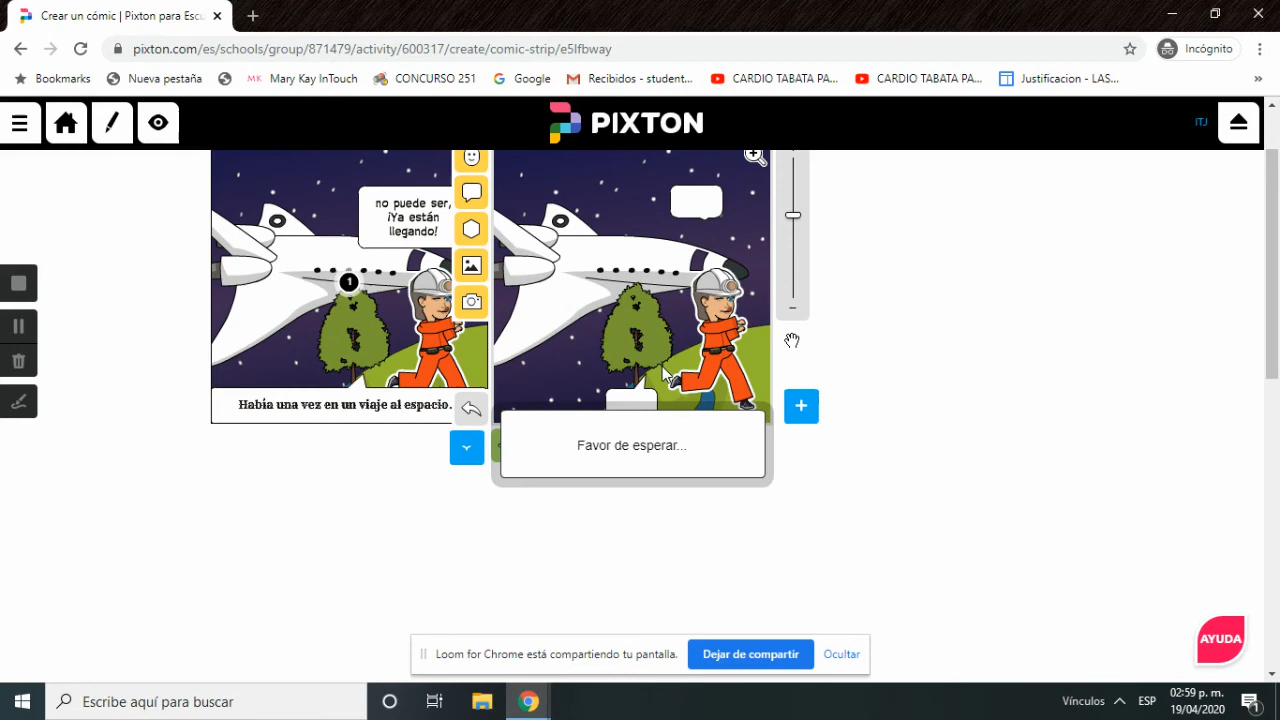 Crear un cómic | Pixton para Escu
pixton.com/es/schools/group/871479/activity/600317/create/comic-strip/e5lfbway
Incógnito
Bookmarks
Nueva pestaña
MK
Mary Kay InTouch
CONCURSO 251
Google
Recibidos - student...
CARDIO TABATA PA...
CARDIO TABATA PA...
Justificacion - LAS...
»
PIXTON
ITJ
no puede ser,
¡Ya están
llegando!
1
Habia una vez en un viaje al espacio.
Favor de esperar...
AYUDA
Loom for Chrome está compartiendo tu pantalla.
Dejar de compartir
Ocultar
Escribe aquí para buscar
Vínculos
ESP
02:59 p. m.
19/04/2020
1